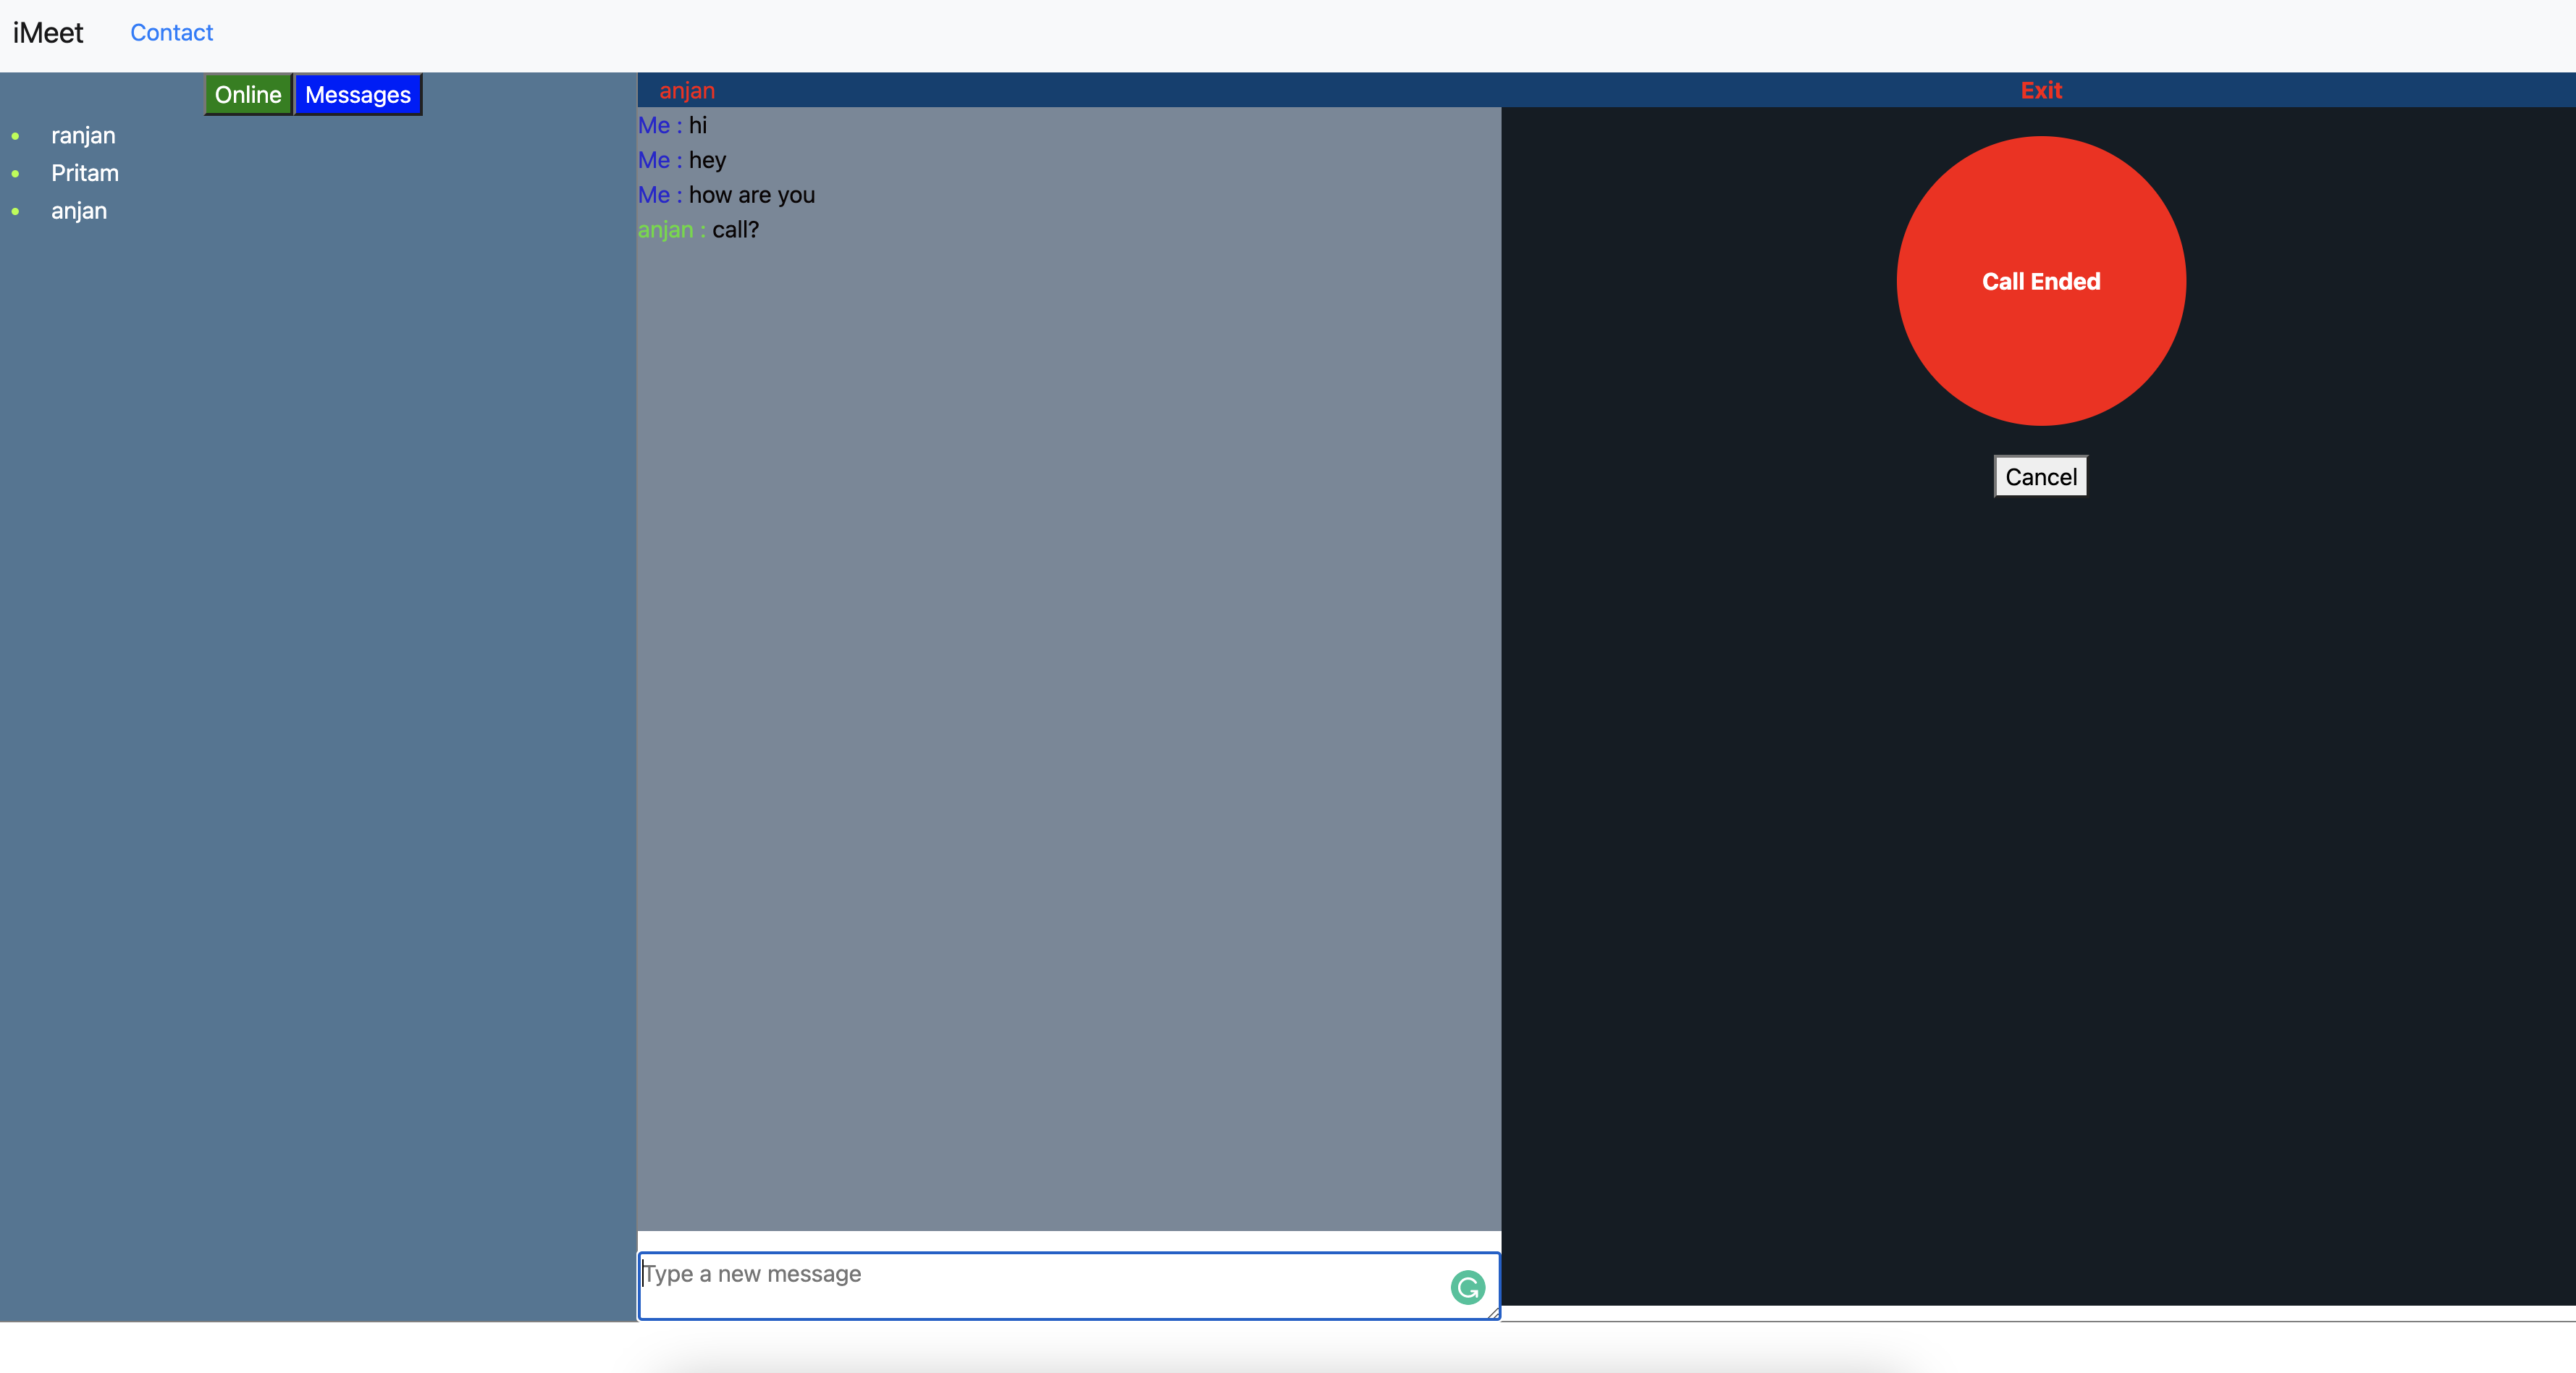 iMeet Contact
Online Messages
ranjan
Pritam
anjan
anjan
Me : hi
Me : hey
Me : how are you
anjan : call?
Type a new message
Exit
Call Ended
Cancel